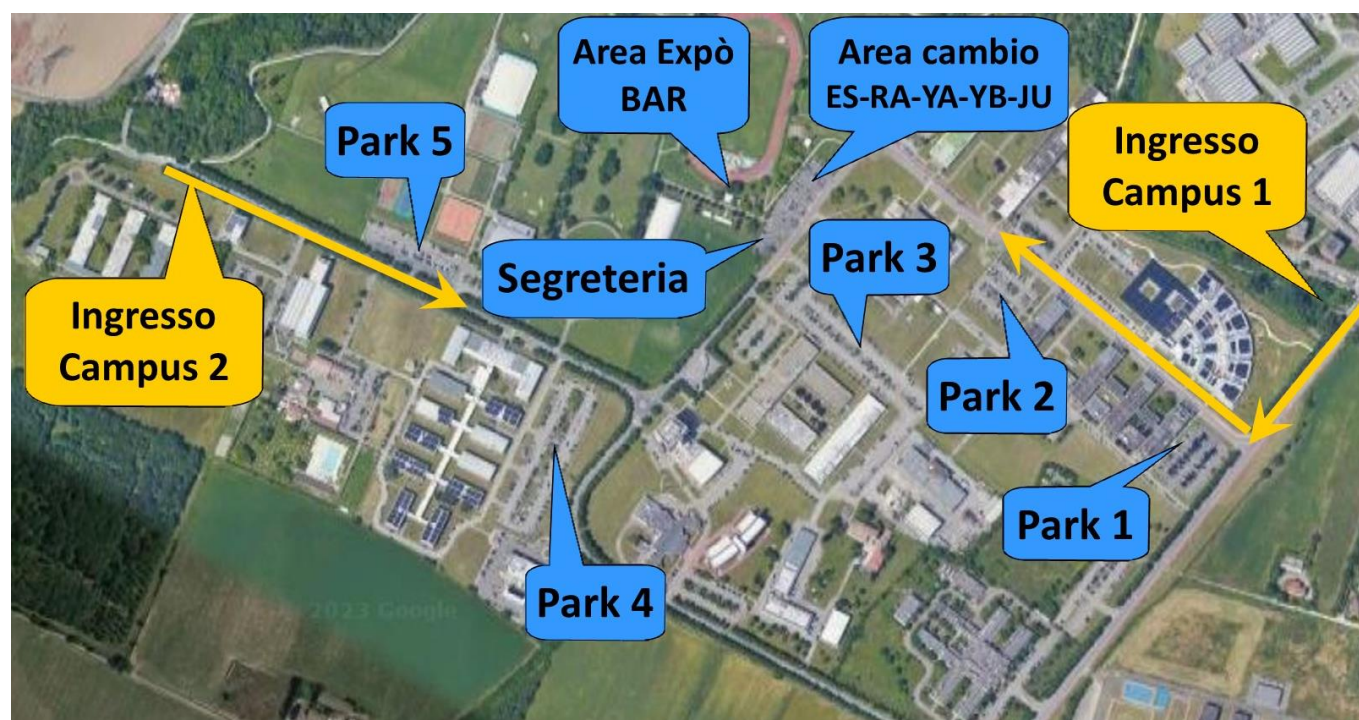 Area Expò
BAR
Area cambio
ES-RA-YA-YB-JU
Park 5
Ingresso
Campus 1
Segreteria
Park 3
Ingresso
Campus 2
Park 2
Park 1
Park 4
2023 Google